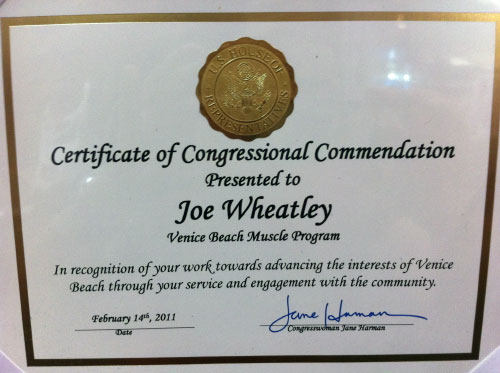 U.S. HOUSE OF
REPRESENTATIVES
Certificate of Congressional Commendation
Presented to
Joe Wheatley
Venice Beach Muscle Program
In recognition of your work towards advancing the interests of Venice
Beach through your service and engagement with the community.
February 14th, 2011
Date
Jane Harman
Congresswoman Jane Harman